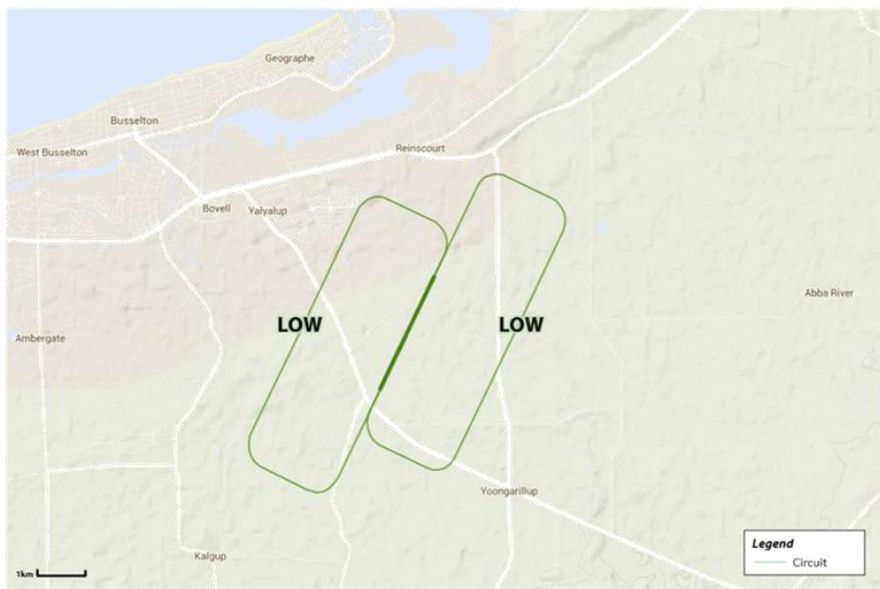 Geographe
Busselton
West Busselton
Reinscourt
Bovell
Yalyalup
Abba River
LOW
LOW
Ambergate
Yoongarillup
Kalgup
Legend
Circuit
1km